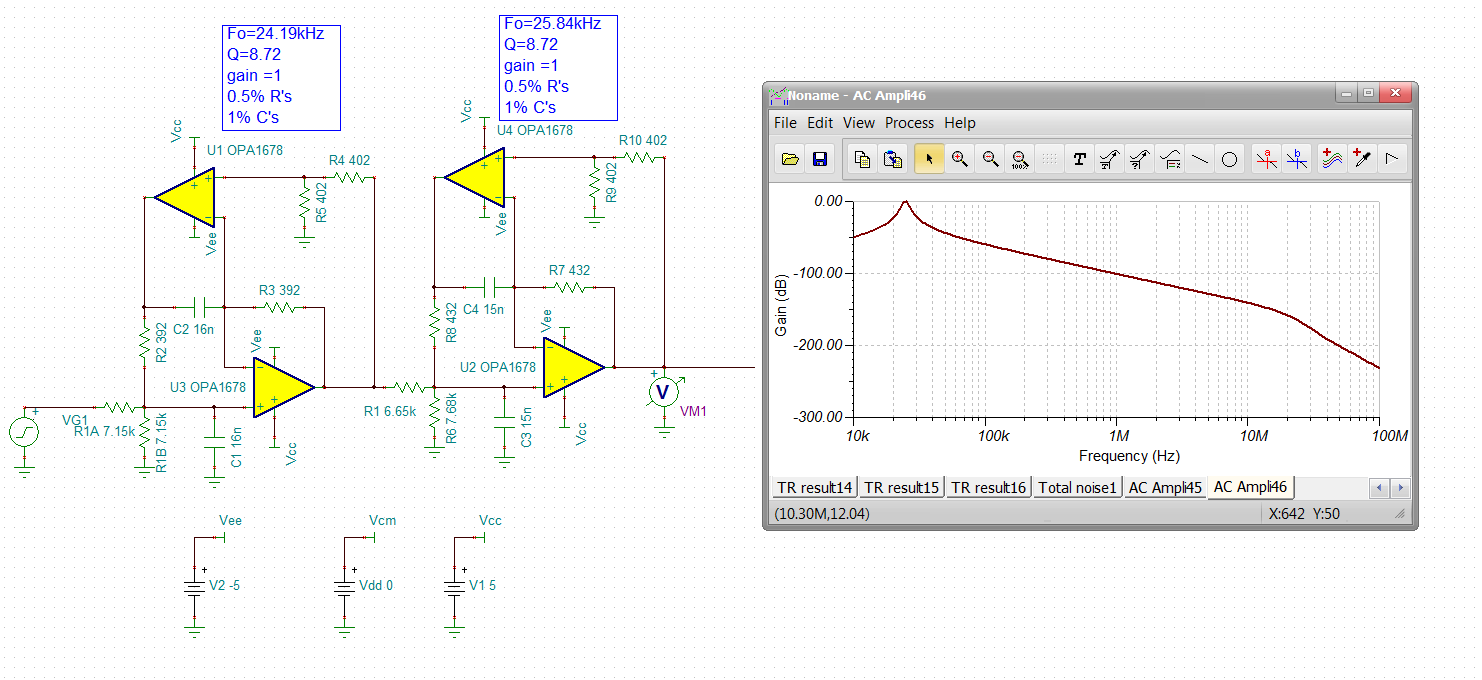 Fo=24.19kHz
Q=8.72
gain =1
0.5% R's
1% C's
Fo=25.84kHz
Q=8.72
gain =1
0.5% R's
1% C's
Vcc
U1 OPA1678
R4 402
R5 402
Vee
R3 392
C2 16n
R2 392
Vee
U3 OPA1678
VG1
R1A 7.15k
R1B 7.15k
C1 16n
Vcc
Vcc
U4 OPA1678
R10 402
R9 402
Vee
R7 432
C4 15n
R8 432
Vee
U2 OPA1678
R1 6.65k
R6 7.68k
C3 15n
Vcc
V
VM1
Vee
V2 -5
Vcm
Vdd 0
Vcc
V1 5
Noname - AC Ampli46
File Edit View Process Help
100%
T
a
b
0.00
-100.00
-200.00
-300.00
Gain (dB)
10k 100k 1M 10M 100M
Frequency (Hz)
TR result14 TR result15 TR result16 Total noise1 AC Ampli45 AC Ampli46
(10.30M,12.04) X:642 Y:50